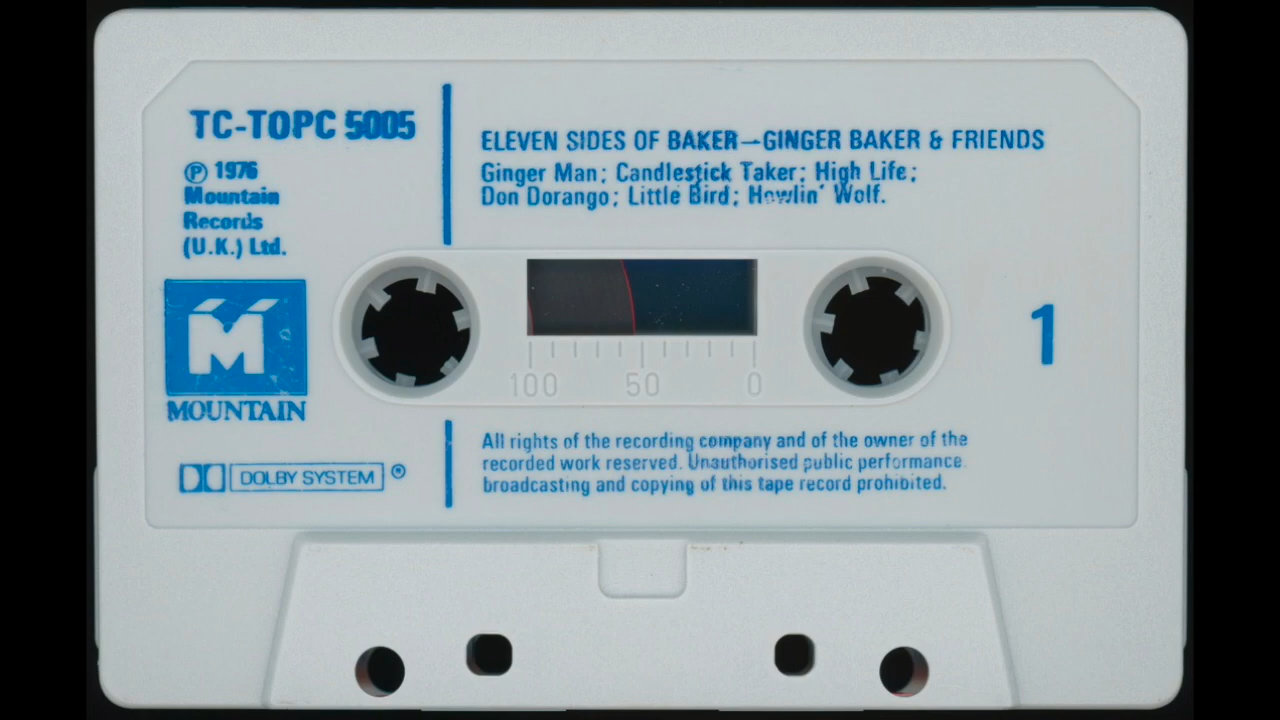 TC-TOPC 5005
Ⓟ 1976
Mountain
Records
(U.K.) Ltd.
MOUNTAIN
DOLBY SYSTEM ®
ELEVEN SIDES OF BAKER—GINGER BAKER & FRIENDS
Ginger Man; Candlestick Taker; High Life;
Don Dorango; Little Bird; Howlin' Wolf.
1
100 50 0
All rights of the recording company and of the owner of the
recorded work reserved. Unauthorised public performance
broadcasting and copying of this tape record prohibited.